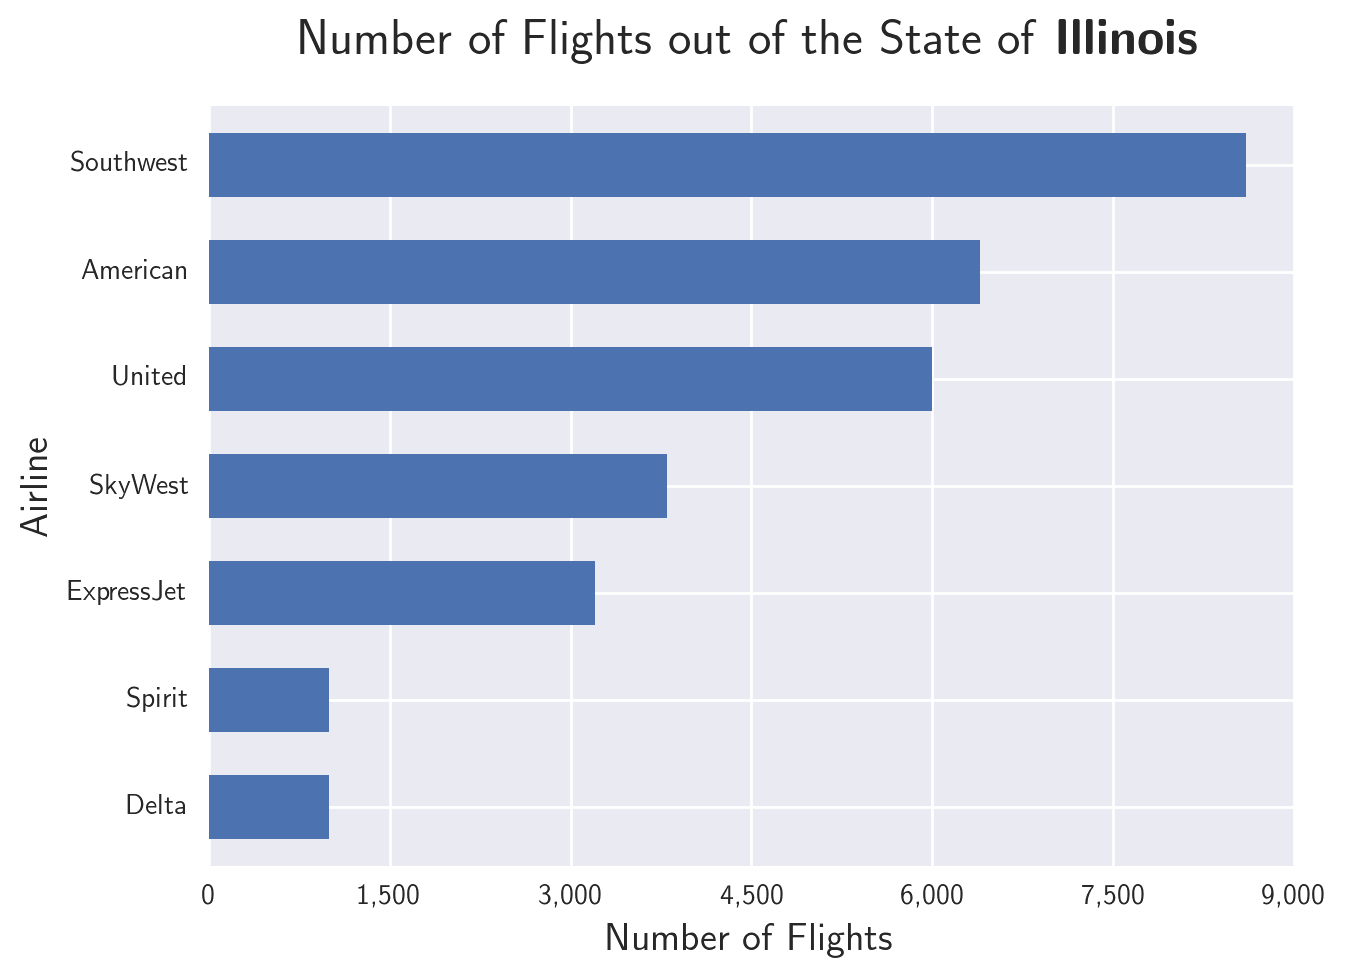 Number of Flights out of the State of Illinois
Southwest
American
United
SkyWest
ExpressJet
Spirit
Delta
Airline
0 1,500 3,000 4,500 6,000 7,500 9,000
Number of Flights